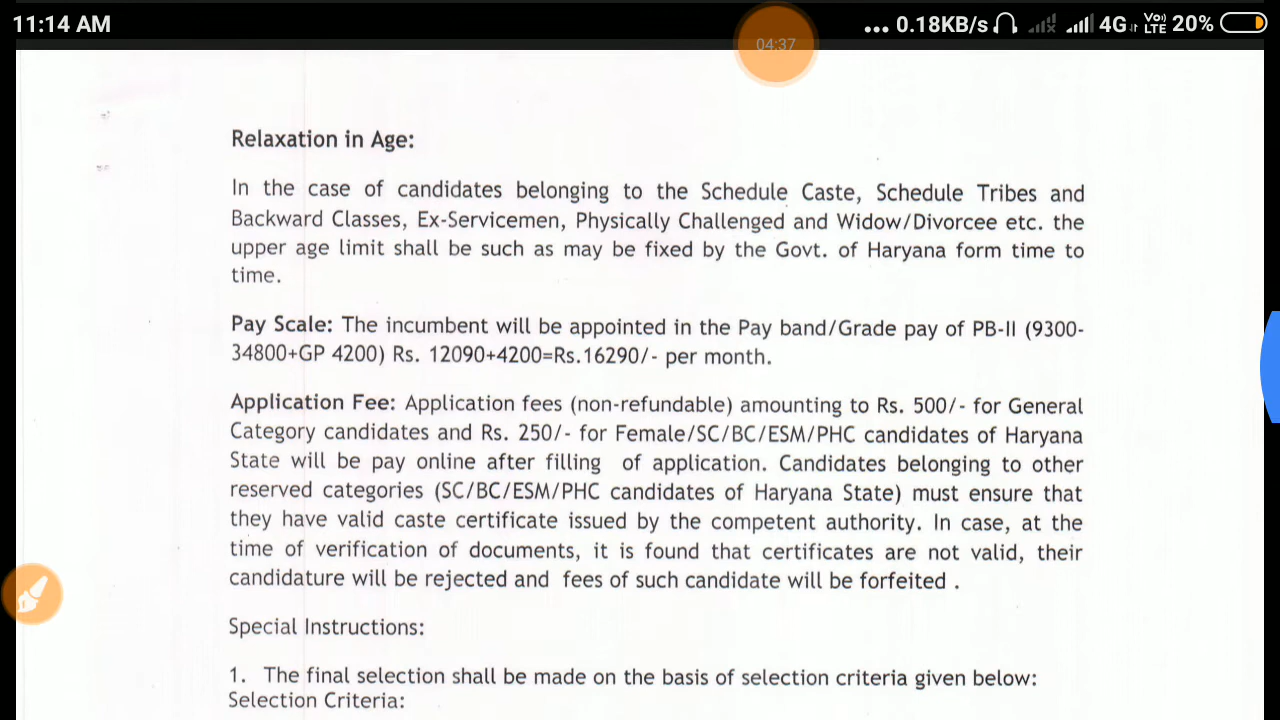 11:14 AM
... 0.18KB/s 4G VoLTE 20%
04:37
Relaxation in Age:
In the case of candidates belonging to the Schedule Caste, Schedule Tribes and
Backward Classes, Ex-Servicemen, Physically Challenged and Widow/Divorcee etc. the
upper age limit shall be such as may be fixed by the Govt. of Haryana form time to
time.
Pay Scale: The incumbent will be appointed in the Pay band/Grade pay of PB-II (9300-
34800+GP 4200) Rs. 12090+4200=Rs.16290/- per month.
Application Fee: Application fees (non-refundable) amounting to Rs. 500/- for General
Category candidates and Rs. 250/- for Female/SC/BC/ESM/PHC candidates of Haryana
State will be pay online after filling of application. Candidates belonging to other
reserved categories (SC/BC/ESM/PHC candidates of Haryana State) must ensure that
they have valid caste certificate issued by the competent authority. In case, at the
time of verification of documents, it is found that certificates are not valid, their
candidature will be rejected and fees of such candidate will be forfeited .
Special Instructions:
1. The final selection shall be made on the basis of selection criteria given below:
Selection Criteria: